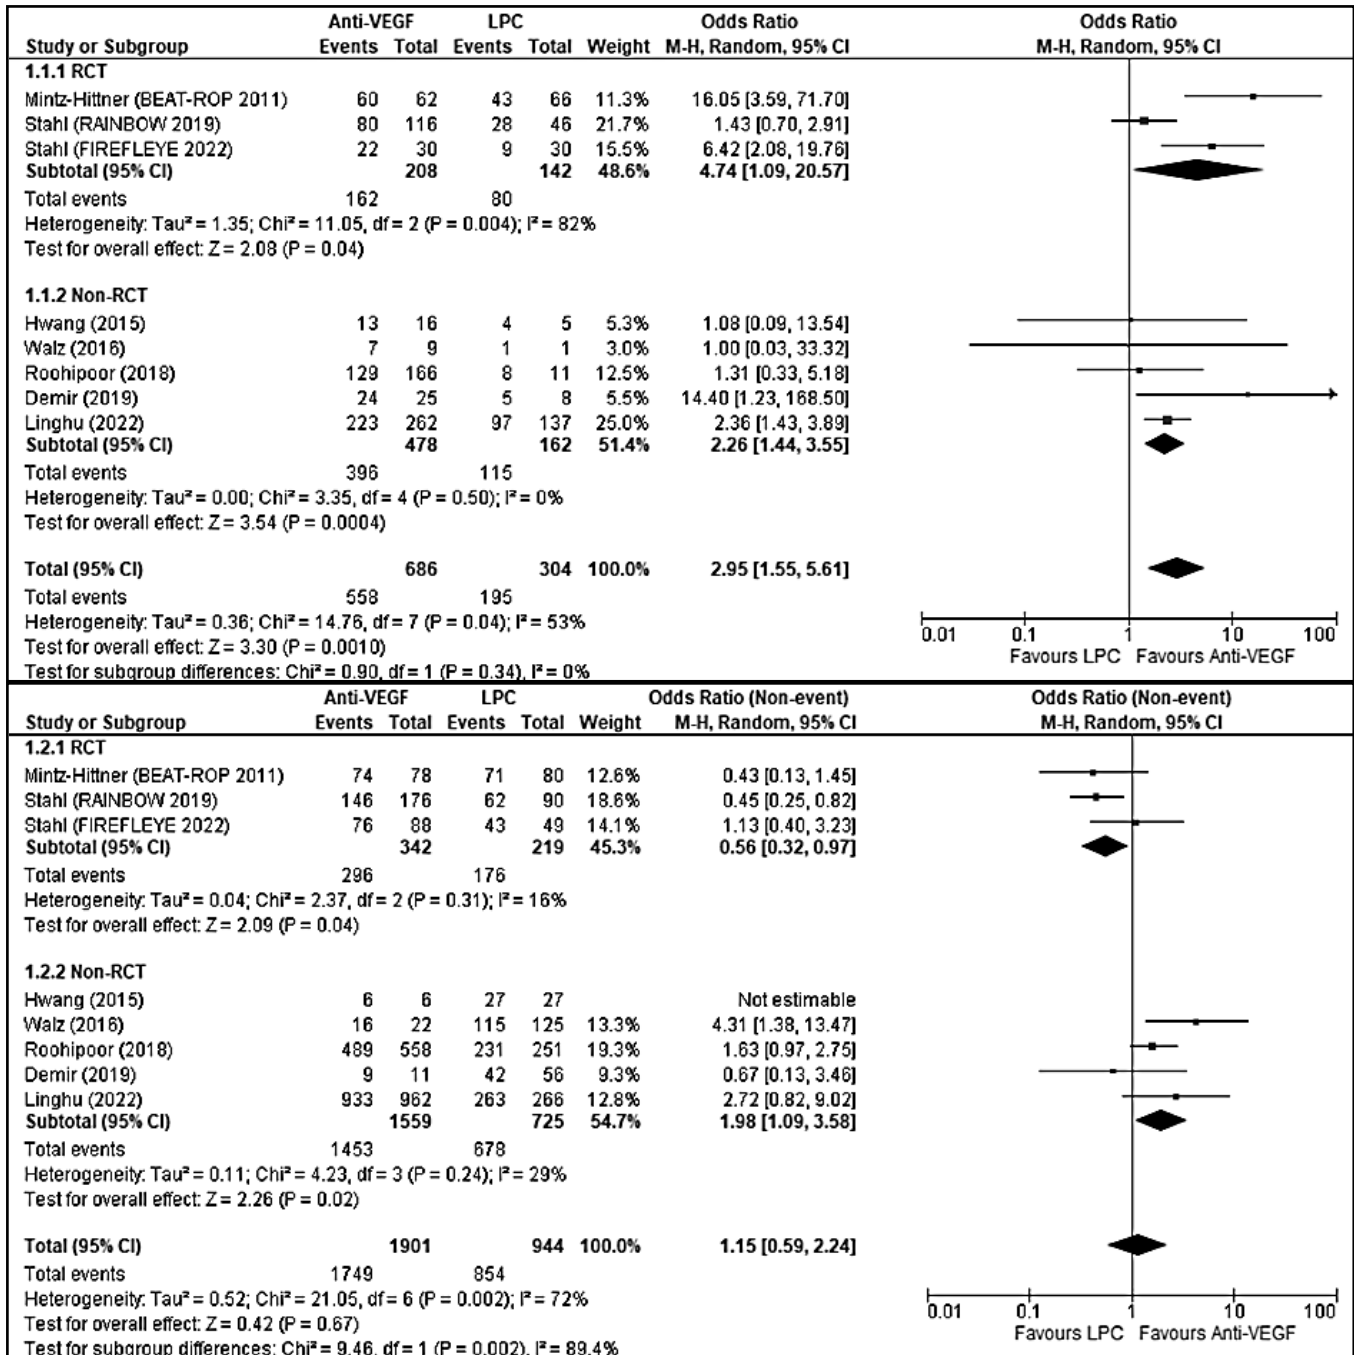 Anti-VEGF LPC Odds Ratio Odds Ratio
Study or Subgroup Events Total Events Total Weight M-H, Random, 95% CI M-H, Random, 95% CI
1.1.1 RCT
Mintz-Hittner (BEAT-ROP 2011) 60 62 43 66 11.3% 16.05 [3.59, 71.70]
Stahl (RAINBOW 2019) 80 116 28 46 21.7% 1.43 [0.70, 2.91]
Stahl (FIREFLEYE 2022) 22 30 9 30 15.5% 6.42 [2.08, 19.76]
Subtotal (95% CI) 208 142 48.6% 4.74 [1.09, 20.57]
Total events 162 80
Heterogeneity: Tau² = 1.35; Chi² = 11.05, df = 2 (P = 0.004); I² = 82%
Test for overall effect: Z = 2.08 (P = 0.04)
1.1.2 Non-RCT
Hwang (2015) 13 16 4 5 5.3% 1.08 [0.09, 13.54]
Walz (2016) 7 9 1 1 3.0% 1.00 [0.03, 33.32]
Roohipoor (2018) 129 166 8 11 12.5% 1.31 [0.33, 5.18]
Demir (2019) 24 25 5 8 5.5% 14.40 [1.23, 168.50]
Linghu (2022) 223 262 97 137 25.0% 2.36 [1.43, 3.89]
Subtotal (95% CI) 478 162 51.4% 2.26 [1.44, 3.55]
Total events 396 115
Heterogeneity: Tau² = 0.00; Chi² = 3.35, df = 4 (P = 0.50); I² = 0%
Test for overall effect: Z = 3.54 (P = 0.0004)
Total (95% CI) 686 304 100.0% 2.95 [1.55, 5.61]
Total events 558 195
Heterogeneity: Tau² = 0.36; Chi² = 14.76, df = 7 (P = 0.04); I² = 53%
Test for overall effect: Z = 3.30 (P = 0.0010)
Test for subgroup differences: Chi² = 0.90, df = 1 (P = 0.34), I² = 0%
0.01 0.1 1 10 100
Favours LPC Favours Anti-VEGF
Anti-VEGF LPC Odds Ratio (Non-event) Odds Ratio (Non-event)
Study or Subgroup Events Total Events Total Weight M-H, Random, 95% CI M-H, Random, 95% CI
1.2.1 RCT
Mintz-Hittner (BEAT-ROP 2011) 74 78 71 80 12.6% 0.43 [0.13, 1.45]
Stahl (RAINBOW 2019) 146 176 62 90 18.6% 0.45 [0.25, 0.82]
Stahl (FIREFLEYE 2022) 76 88 43 49 14.1% 1.13 [0.40, 3.23]
Subtotal (95% CI) 342 219 45.3% 0.56 [0.32, 0.97]
Total events 296 176
Heterogeneity: Tau² = 0.04; Chi² = 2.37, df = 2 (P = 0.31); I² = 16%
Test for overall effect: Z = 2.09 (P = 0.04)
1.2.2 Non-RCT
Hwang (2015) 6 6 27 27 Not estimable
Walz (2016) 16 22 115 125 13.3% 4.31 [1.38, 13.47]
Roohipoor (2018) 489 558 231 251 19.3% 1.63 [0.97, 2.75]
Demir (2019) 9 11 42 56 9.3% 0.67 [0.13, 3.46]
Linghu (2022) 933 962 263 266 12.8% 2.72 [0.82, 9.02]
Subtotal (95% CI) 1559 725 54.7% 1.98 [1.09, 3.58]
Total events 1453 678
Heterogeneity: Tau² = 0.11; Chi² = 4.23, df = 3 (P = 0.24); I² = 29%
Test for overall effect: Z = 2.26 (P = 0.02)
Total (95% CI) 1901 944 100.0% 1.15 [0.59, 2.24]
Total events 1749 854
Heterogeneity: Tau² = 0.52; Chi² = 21.05, df = 6 (P = 0.002); I² = 72%
Test for overall effect: Z = 0.42 (P = 0.67)
Test for subgroup differences: Chi² = 9.46, df = 1 (P = 0.002), I² = 89.4%
0.01 0.1 1 10 100
Favours LPC Favours Anti-VEGF